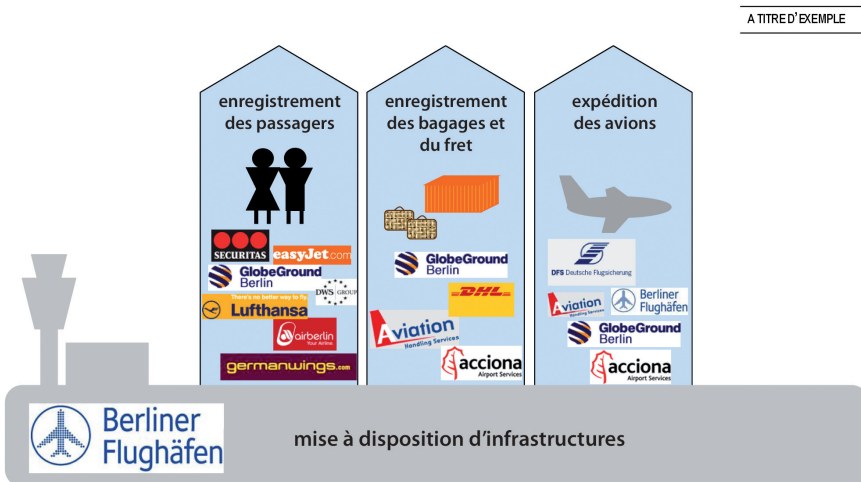 A TITRE D'EXEMPLE
enregistrement
des passagers
SECURITAS
easyJet.com
GlobeGround
Berlin
DWS GROUP
There's no better way to fly.
Lufthansa
airberlin
Your Airline.
germanwings.com
enregistrement
des bagages et
du fret
GlobeGround
Berlin
DHL
Aviation
Handling Services
acciona
Airport Services
expédition
des avions
DFS Deutsche Flugsicherung
Aviation
Handling Services
Berliner
Flughäfen
GlobeGround
Berlin
acciona
Airport Services
Berliner
Flughäfen
mise à disposition d'infrastructures